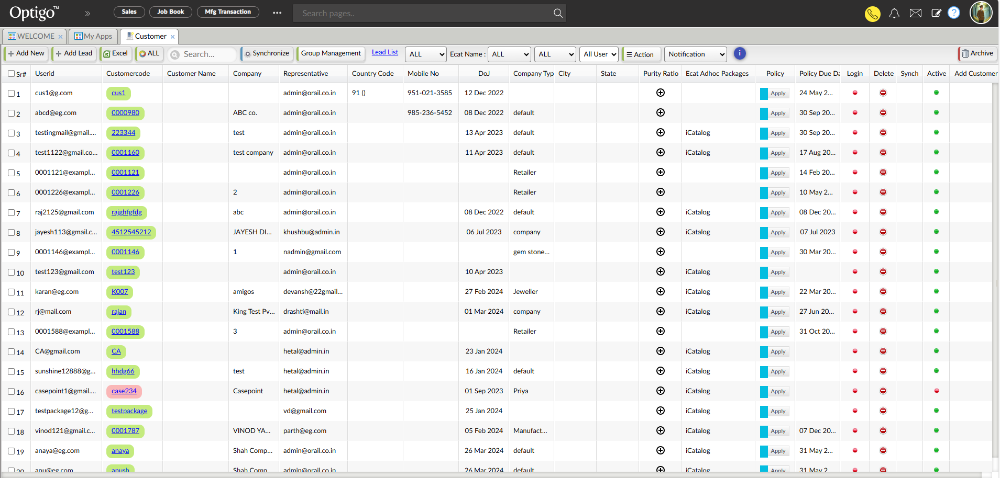 Optigo™ » Sales Job Book Mfg Transaction ••• Search pages..
WELCOME × My Apps Customer ×
+ Add New + Add Lead Excel ALL Search... Synchronize Group Management Lead List ALL Ecat Name : ALL ALL All User ☰ Action Notification i Archive
Sr# Userid Customercode Customer Name Company Representative Country Code Mobile No DoJ Company Typ City State Purity Ratio Ecat Adhoc Packages Policy Policy Due Da Login Delete Synch Active Add Customer
1 cus1@g.com cus1 admin@orail.co.in 91 () 951-021-3585 12 Dec 2022 Apply 24 May 2...
2 abcd@eg.com 0000980 ABC co. admin@orail.co.in 985-236-5452 08 Dec 2022 default Apply 30 Sep 20...
3 testingmail@gmail.... 223344 test admin@orail.co.in 13 Apr 2023 default iCatalog Apply 30 Sep 20...
4 test1122@gmail.co... 0001160 test company admin@orail.co.in 11 Apr 2023 default iCatalog Apply 17 Aug 20...
5 0001121@exampl... 0001121 admin@orail.co.in Retailer Apply 14 Feb 20...
6 0001226@exampl... 0001226 2 admin@orail.co.in Retailer Apply 10 May 2...
7 raj2125@gmail.com rajghfgfdg abc admin@orail.co.in 08 Dec 2022 default iCatalog Apply 08 Dec 20...
8 jayesh113@gmail.c... 4512545212 JAYESH DI... khushbu@admin.in 06 Jul 2023 company iCatalog Apply 07 Jul 2023
9 0001146@exampl... 0001146 1 nadmin@gmail.com gem stone... Apply 30 Mar 20...
10 test123@gmail.com test123 admin@orail.co.in 10 Apr 2023 iCatalog Apply
11 karan@eg.com K007 amigos devansh@22gmail... 27 Feb 2024 Jeweller iCatalog Apply 22 Mar 20...
12 rj@mail.com rajan King Test Pv... drashti@mail.in 01 Mar 2024 company iCatalog Apply 27 Jun 20...
13 0001588@exampl... 0001588 3 admin@orail.co.in Retailer Apply 31 Oct 20...
14 CA@gmail.com CA hetal@admin.in 23 Jan 2024 iCatalog Apply
15 sunshine12888@g... hhdg66 test hetal@admin.in 16 Jan 2024 default iCatalog Apply
16 casepoint1@gmail.... case234 Casepoint hetal@admin.in 01 Sep 2023 Priya iCatalog Apply
17 testpackage12@g... testpackage vd@gmail.com 25 Jan 2024 iCatalog Apply
18 vinod121@gmail.c... 0001787 VINOD YA... parth@eg.com 05 Feb 2024 Manufact... iCatalog Apply 07 Dec 20...
19 anaya@eg.com anaya Shah Comp... admin@orail.co.in 26 Mar 2024 default iCatalog Apply 31 May 2...
20 anu@eg.com anush Shah Comp... admin@orail.co.in 26 Mar 2024 default iCatalog Apply 31 May 2...